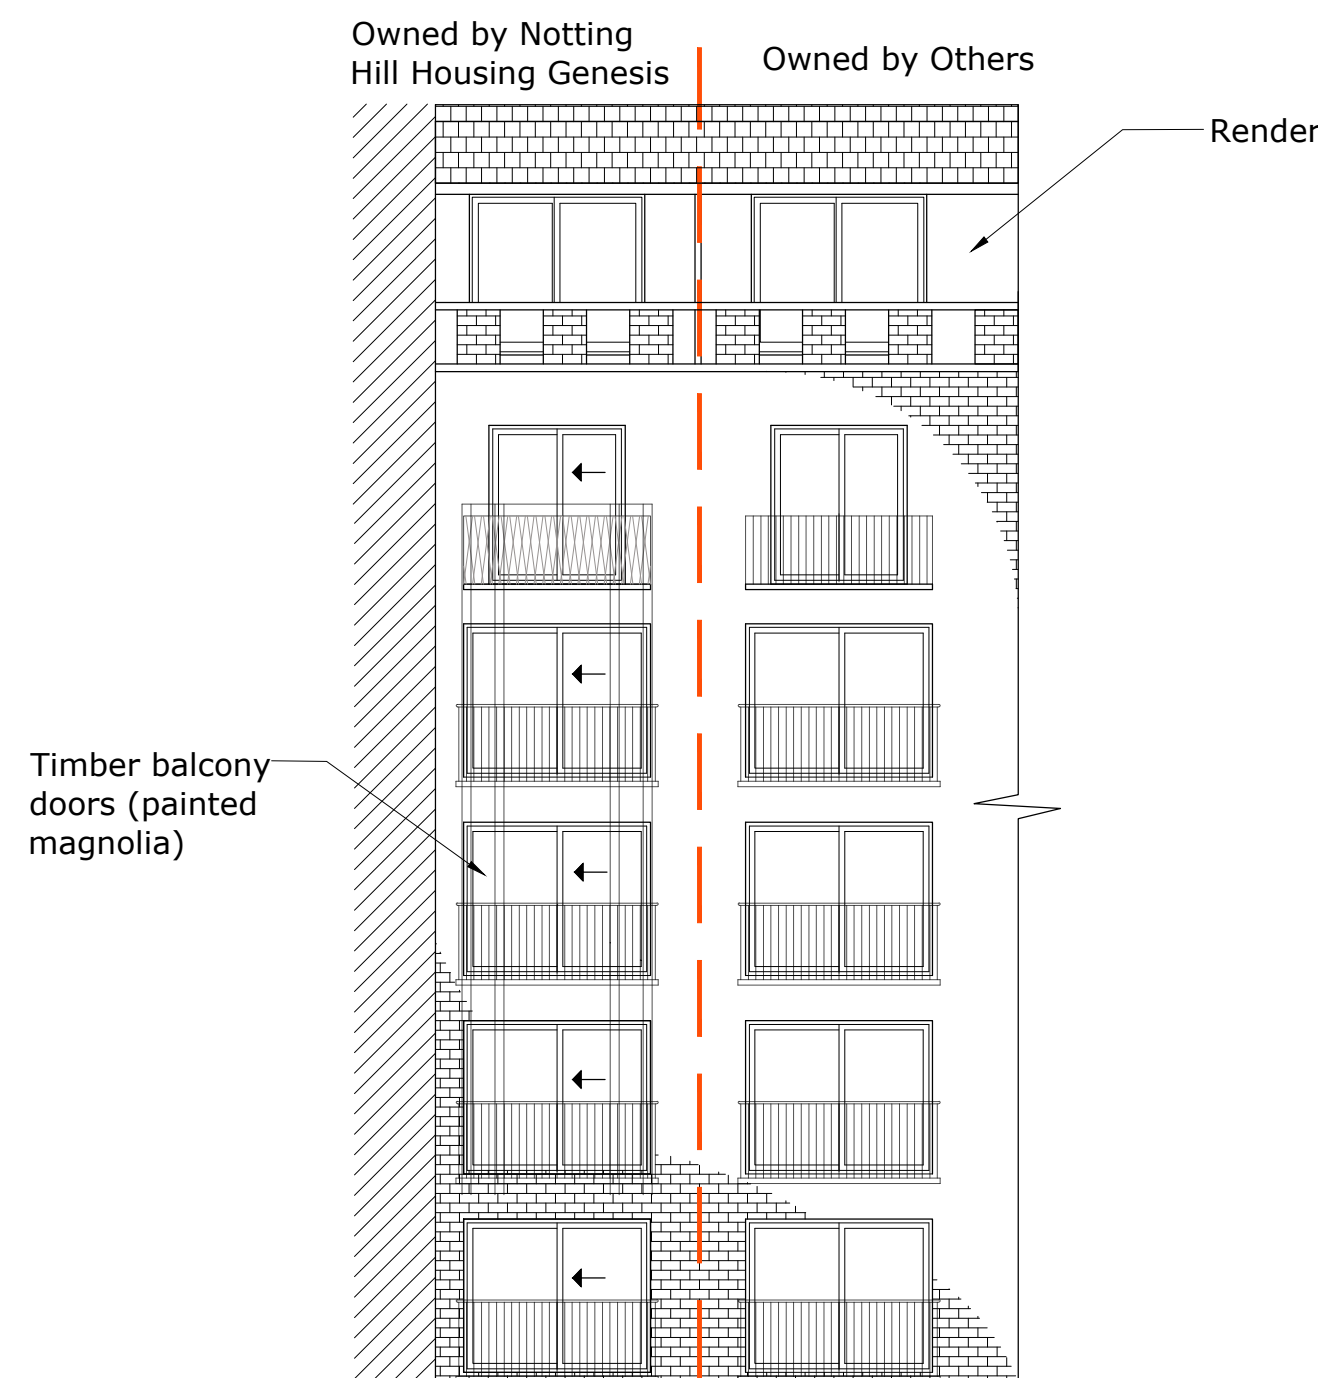 Owned by Notting
Hill Housing Genesis
Owned by Others
Render
Timber balcony
doors (painted
magnolia)